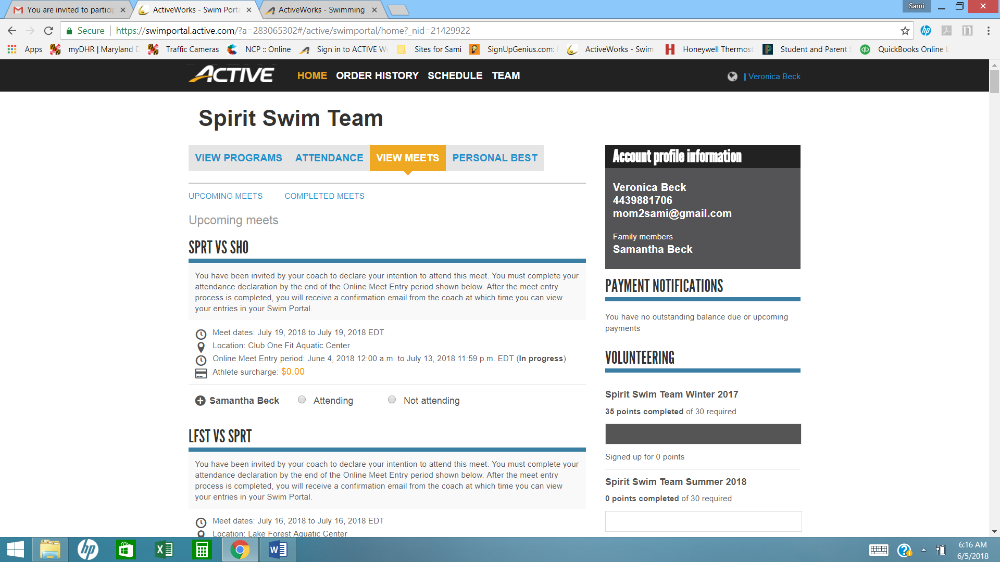 You are invited to partici
ActiveWorks - Swim Porta
ActiveWorks - Swimming
Sami
Secure
https://swimportal.active.com/?a=283065302#/active/swimportal/home?_nid=21429922
Apps
myDHR | Maryland D
Traffic Cameras
NCP :: Online
Sign in to ACTIVE Wo
Sites for Sami
SignUpGenius.com:
ActiveWorks - Swim
Honeywell Thermost
Student and Parent S
QuickBooks Online L
ACTIVE
HOME
ORDER HISTORY
SCHEDULE
TEAM
| Veronica Beck
Spirit Swim Team
VIEW PROGRAMS
ATTENDANCE
VIEW MEETS
PERSONAL BEST
UPCOMING MEETS
COMPLETED MEETS
Upcoming meets
SPRT VS SHO
You have been invited by your coach to declare your intention to attend this meet. You must complete your
attendance declaration by the end of the Online Meet Entry period shown below. After the meet entry
process is completed, you will receive a confirmation email from the coach at which time you can view
your entries in your Swim Portal.
Meet dates: July 19, 2018 to July 19, 2018 EDT
Location: Club One Fit Aquatic Center
Online Meet Entry period: June 4, 2018 12:00 a.m. to July 13, 2018 11:59 p.m. EDT (In progress)
Athlete surcharge: $0.00
Samantha Beck
Attending
Not attending
LFST VS SPRT
You have been invited by your coach to declare your intention to attend this meet. You must complete your
attendance declaration by the end of the Online Meet Entry period shown below. After the meet entry
process is completed, you will receive a confirmation email from the coach at which time you can view
your entries in your Swim Portal.
Meet dates: July 16, 2018 to July 16, 2018 EDT
Location: Lake Forest Aquatic Center
Account profile information
Veronica Beck
4439881706
mom2sami@gmail.com
Family members
Samantha Beck
PAYMENT NOTIFICATIONS
You have no outstanding balance due or upcoming
payments
VOLUNTEERING
Spirit Swim Team Winter 2017
35 points completed of 30 required
Signed up for 0 points
Spirit Swim Team Summer 2018
0 points completed of 30 required
6:16 AM
6/5/2018